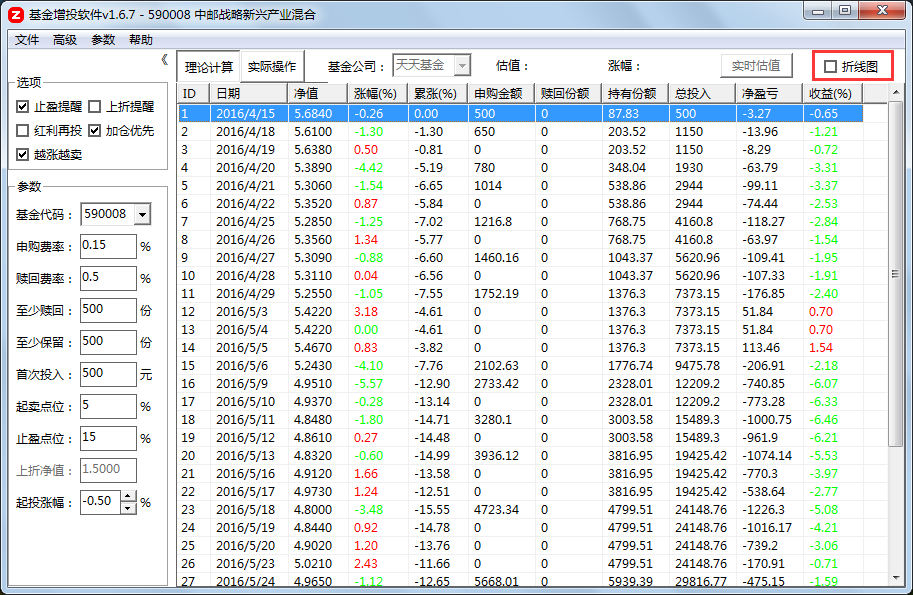 基金增投软件v1.6.7 - 590008 中邮战略新兴产业混合
文件 高级 参数 帮助
选项
止盈提醒 上折提醒
红利再投 加仓优先
越涨越卖
参数
基金代码： 590008
申购费率： 0.15 %
赎回费率： 0.5 %
至少赎回： 500 份
至少保留： 500 份
首次投入： 500 元
起卖点位： 5 %
止盈点位： 15 %
上折净值： 1.5000
起投涨幅： -0.50 %
理论计算 实际操作 基金公司： 天天基金 估值： 涨幅： 实时估值 折线图
ID 日期 净值 涨幅(%) 累涨(%) 申购金额 赎回份额 持有份额 总投入 净盈亏 收益(%)
1 2016/4/15 5.6840 -0.26 0.00 500 0 87.83 500 -3.27 -0.65
2 2016/4/18 5.6100 -1.30 -1.30 650 0 203.52 1150 -13.96 -1.21
3 2016/4/19 5.6380 0.50 -0.81 0 0 203.52 1150 -8.29 -0.72
4 2016/4/20 5.3890 -4.42 -5.19 780 0 348.04 1930 -63.79 -3.31
5 2016/4/21 5.3060 -1.54 -6.65 1014 0 538.86 2944 -99.11 -3.37
6 2016/4/22 5.3520 0.87 -5.84 0 0 538.86 2944 -74.44 -2.53
7 2016/4/25 5.2850 -1.25 -7.02 1216.8 0 768.75 4160.8 -118.27 -2.84
8 2016/4/26 5.3560 1.34 -5.77 0 0 768.75 4160.8 -63.97 -1.54
9 2016/4/27 5.3090 -0.88 -6.60 1460.16 0 1043.37 5620.96 -109.41 -1.95
10 2016/4/28 5.3110 0.04 -6.56 0 0 1043.37 5620.96 -107.33 -1.91
11 2016/4/29 5.2550 -1.05 -7.55 1752.19 0 1376.3 7373.15 -176.85 -2.40
12 2016/5/3 5.4220 3.18 -4.61 0 0 1376.3 7373.15 51.84 0.70
13 2016/5/4 5.4220 0.00 -4.61 0 0 1376.3 7373.15 51.84 0.70
14 2016/5/5 5.4670 0.83 -3.82 0 0 1376.3 7373.15 113.46 1.54
15 2016/5/6 5.2430 -4.10 -7.76 2102.63 0 1776.74 9475.78 -206.91 -2.18
16 2016/5/9 4.9510 -5.57 -12.90 2733.42 0 2328.01 12209.2 -740.85 -6.07
17 2016/5/10 4.9370 -0.28 -13.14 0 0 2328.01 12209.2 -773.28 -6.33
18 2016/5/11 4.8480 -1.80 -14.71 3280.1 0 3003.58 15489.3 -1000.75 -6.46
19 2016/5/12 4.8610 0.27 -14.48 0 0 3003.58 15489.3 -961.9 -6.21
20 2016/5/13 4.8320 -0.60 -14.99 3936.12 0 3816.95 19425.42 -1074.14 -5.53
21 2016/5/16 4.9120 1.66 -13.58 0 0 3816.95 19425.42 -770.3 -3.97
22 2016/5/17 4.9730 1.24 -12.51 0 0 3816.95 19425.42 -538.64 -2.77
23 2016/5/18 4.8000 -3.48 -15.55 4723.34 0 4799.51 24148.76 -1226.3 -5.08
24 2016/5/19 4.8440 0.92 -14.78 0 0 4799.51 24148.76 -1016.17 -4.21
25 2016/5/20 4.9020 1.20 -13.76 0 0 4799.51 24148.76 -739.2 -3.06
26 2016/5/23 5.0210 2.43 -11.66 0 0 4799.51 24148.76 -170.91 -0.71
27 2016/5/24 4.9650 -1.12 -12.65 5668.01 0 5939.39 29816.77 -475.15 -1.59